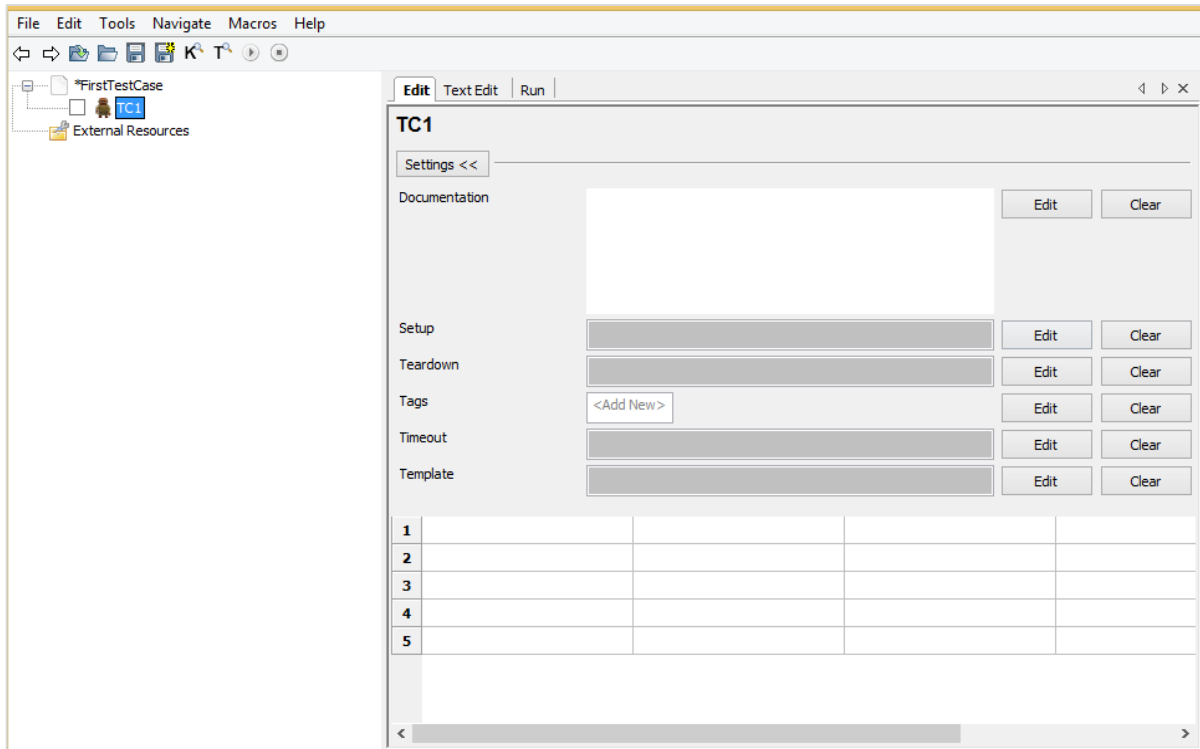 File Edit Tools Navigate Macros Help
K T
*FirstTestCase
TC1
External Resources
Edit Text Edit Run
TC1
Settings <<
Documentation Edit Clear
Setup Edit Clear
Teardown Edit Clear
Tags <Add New> Edit Clear
Timeout Edit Clear
Template Edit Clear
1
2
3
4
5